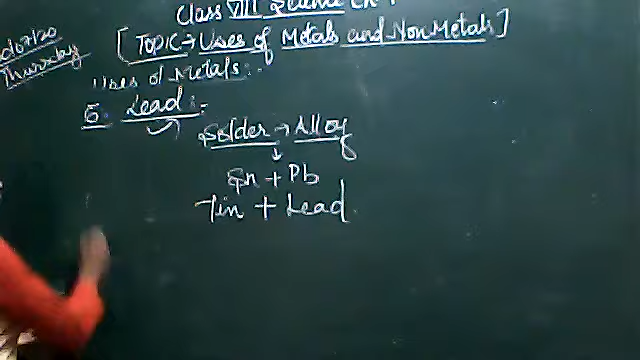 Class VIII Science Ch
[TOPIC → Uses of Metals and Non Metals]
Thursday
Uses of Metals:-
6. Lead:-
Solder → Alloy
↓
Sn + Pb
Tin + Lead